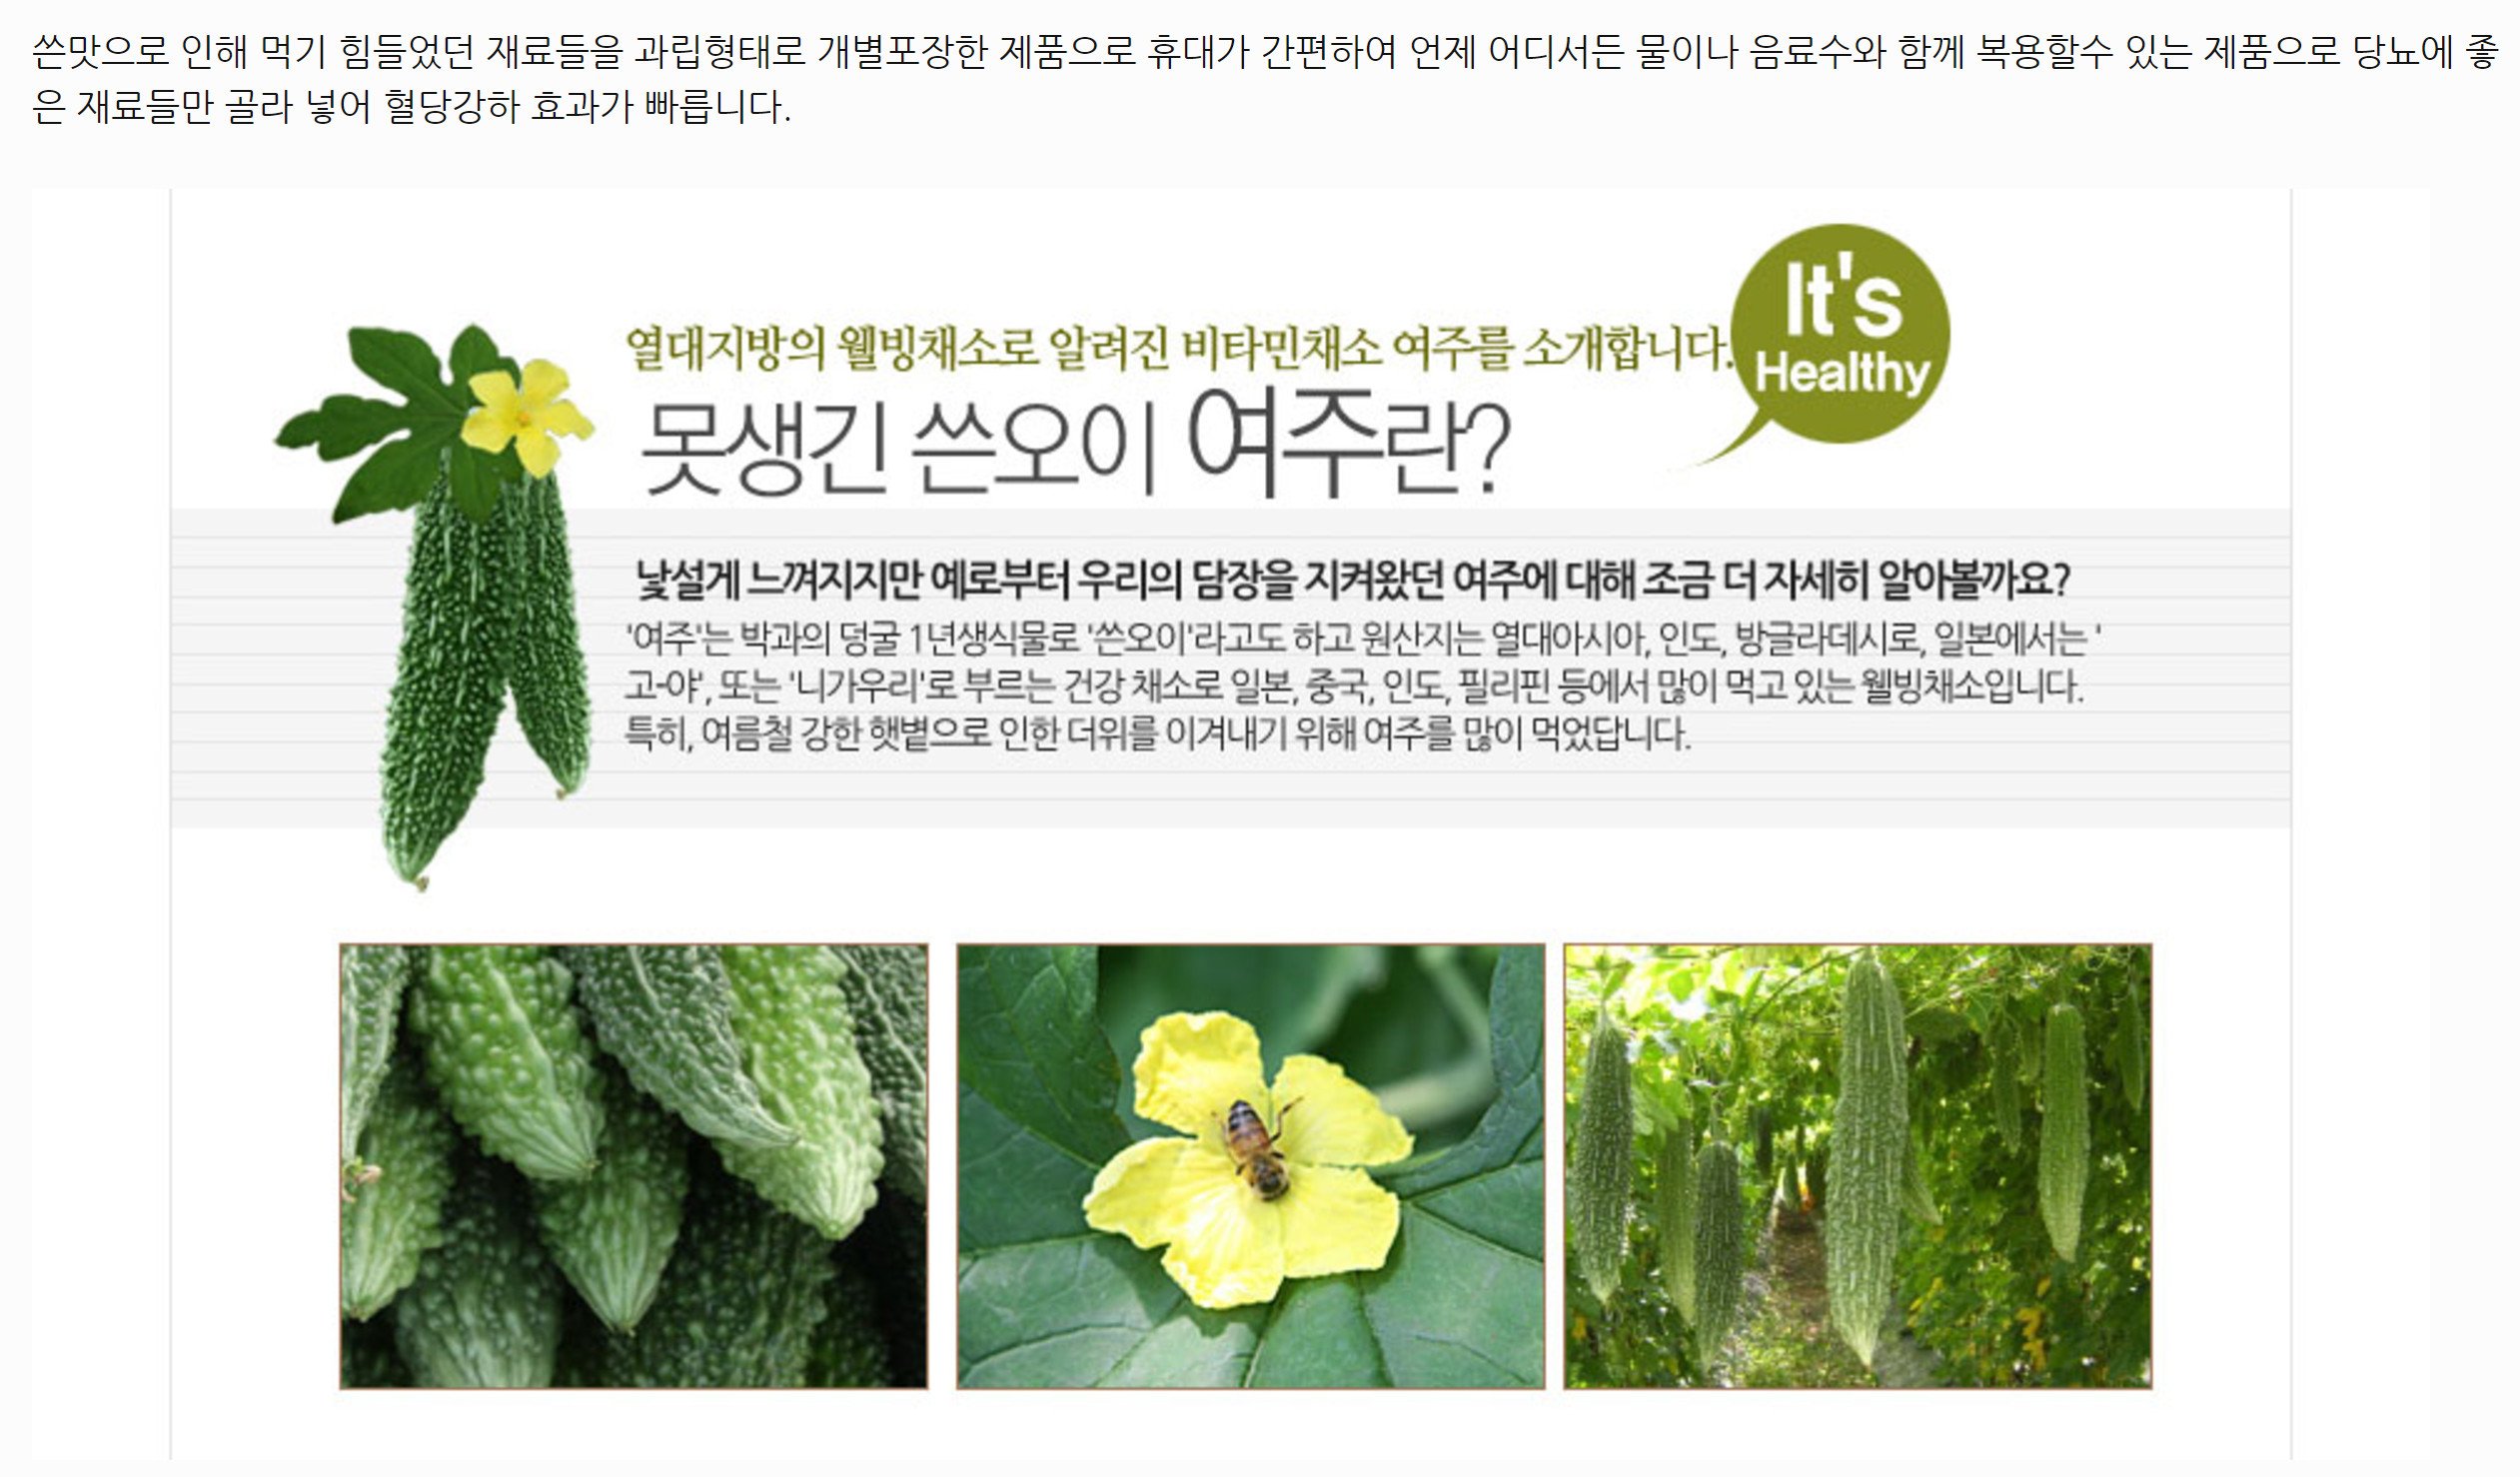 쓴맛으로 인해 먹기 힘들었던 재료들을 과립형태로 개별포장한 제품으로 휴대가 간편하여 언제 어디서든 물이나 음료수와 함께 복용할수 있는 제품으로 당뇨에 좋
은 재료들만 골라 넣어 혈당강하 효과가 빠릅니다.
It's
Healthy
열대지방의 웰빙채소로 알려진 비타민채소 여주를 소개합니다.
못생긴 쓴오이 여주란?
낯설게 느껴지지만 예로부터 우리의 담장을 지켜왔던 여주에 대해 조금 더 자세히 알아볼까요?
'여주'는 박과의 덩굴 1년생식물로 '쓴오이'라고도 하고 원산지는 열대아시아, 인도, 방글라데시로, 일본에서는 '
고-야', 또는 '니가우리'로 부르는 건강 채소로 일본, 중국, 인도, 필리핀 등에서 많이 먹고 있는 웰빙채소입니다.
특히, 여름철 강한 햇볕으로 인한 더위를 이겨내기 위해 여주를 많이 먹었답니다.